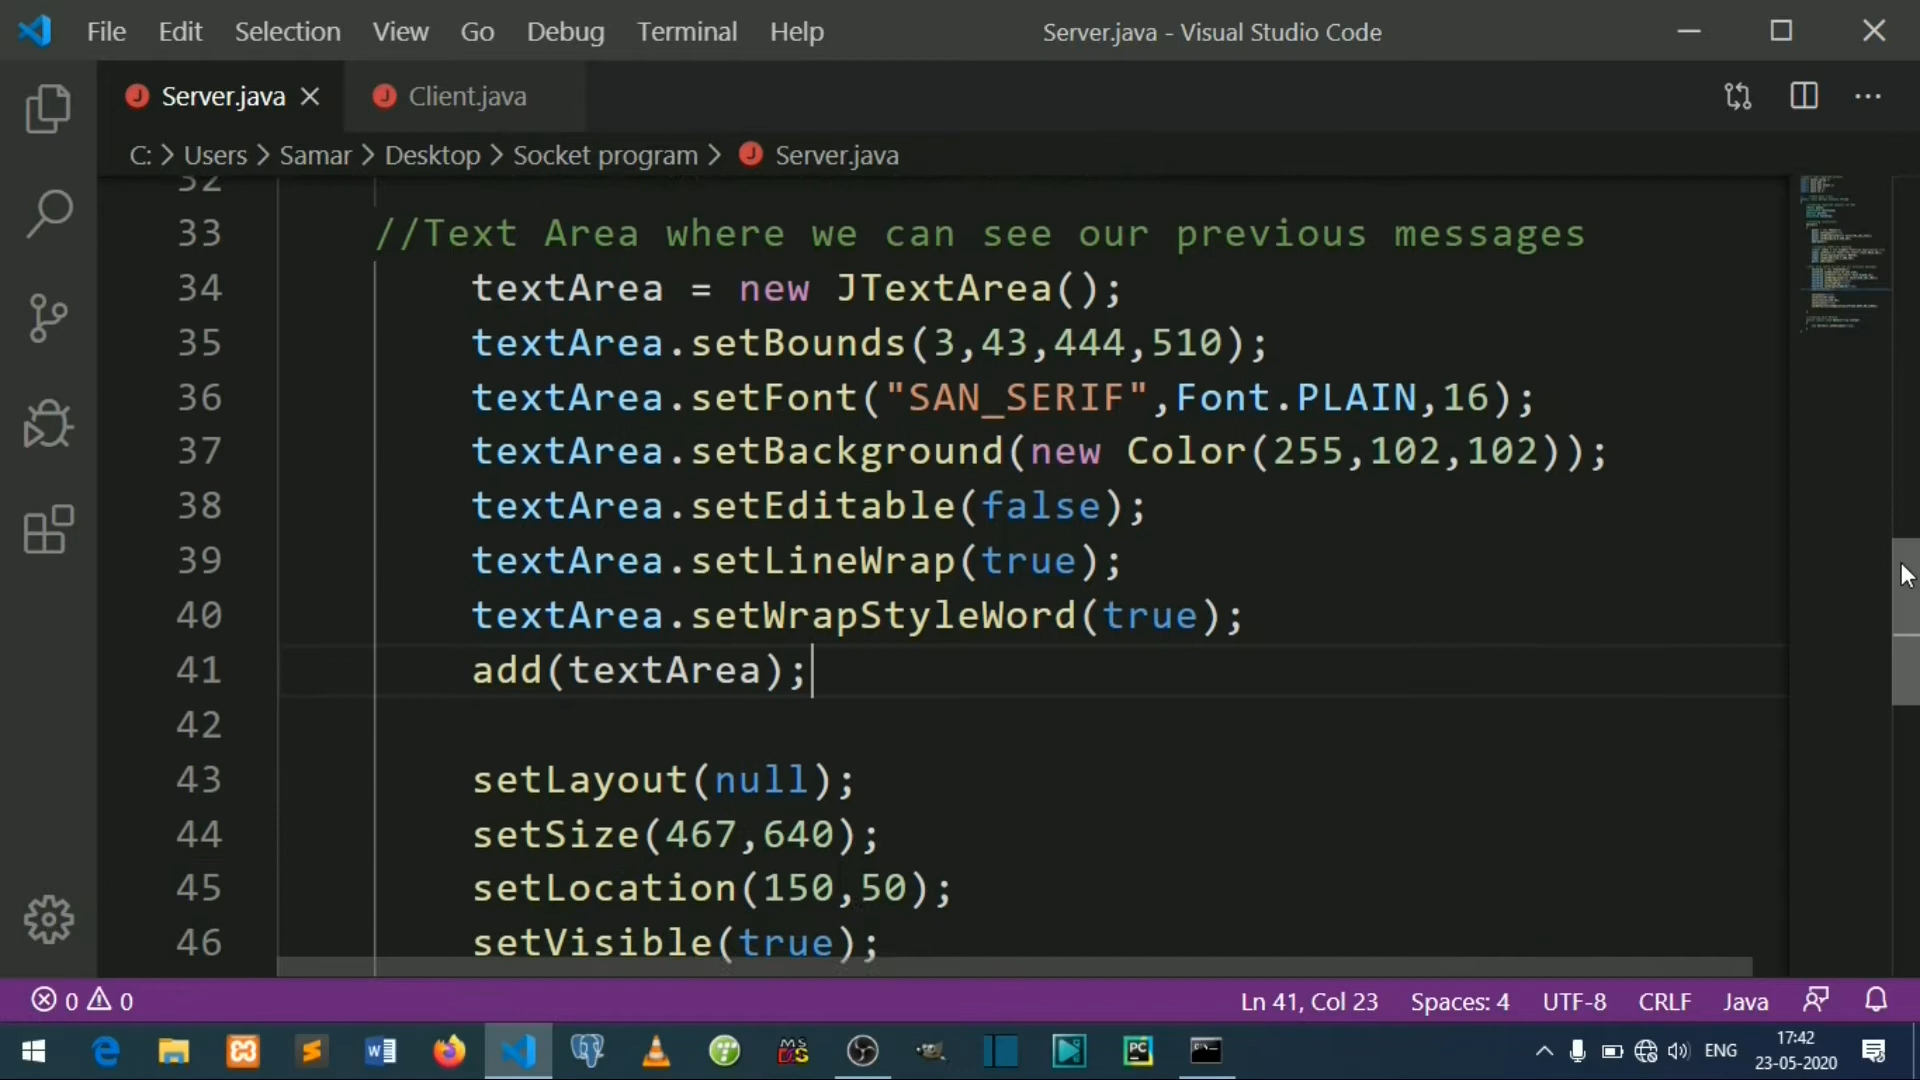 File Edit Selection View Go Debug Terminal Help Server.java - Visual Studio Code
Server.java Client.java
C: > Users > Samar > Desktop > Socket program > Server.java
32
33 //Text Area where we can see our previous messages
34 textArea = new JTextArea();
35 textArea.setBounds(3,43,444,510);
36 textArea.setFont("SAN_SERIF",Font.PLAIN,16);
37 textArea.setBackground(new Color(255,102,102));
38 textArea.setEditable(false);
39 textArea.setLineWrap(true);
40 textArea.setWrapStyleWord(true);
41 add(textArea);
42
43 setLayout(null);
44 setSize(467,640);
45 setLocation(150,50);
46 setVisible(true);
0 0 Ln 41, Col 23 Spaces: 4 UTF-8 CRLF Java
ENG 17:42
23-05-2020